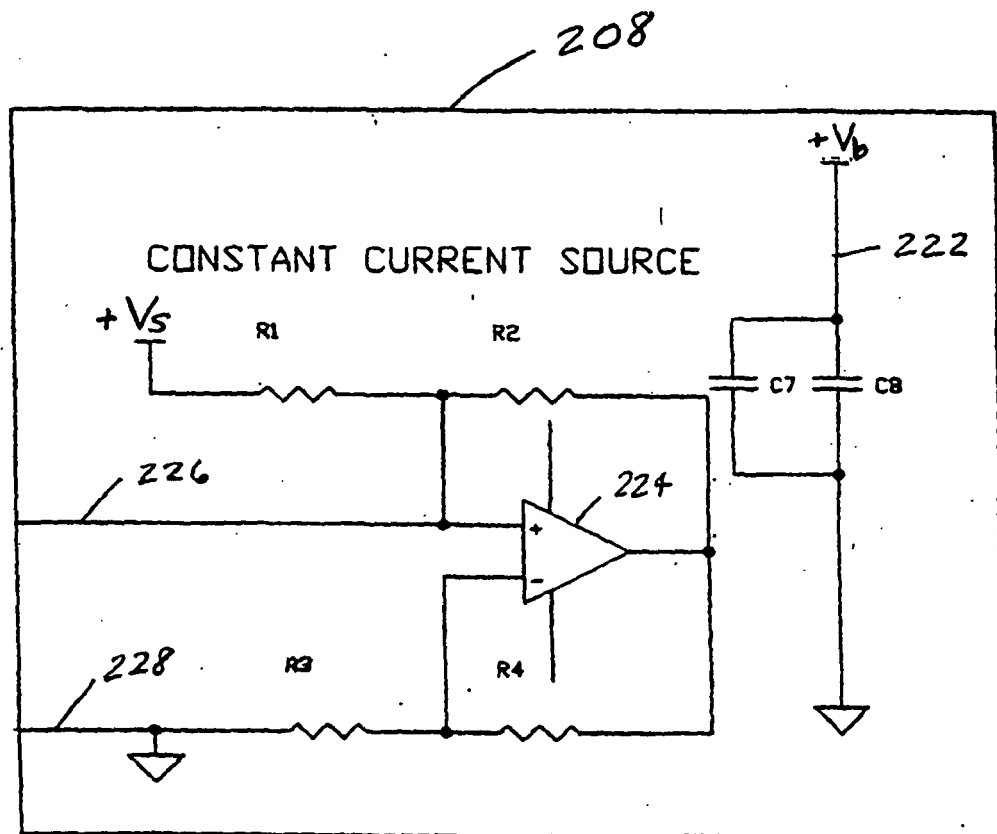 208
+Vb
CONSTANT CURRENT SOURCE
222
+Vs
R1
R2
C7
C8
226
224
+
-
228
R3
R4